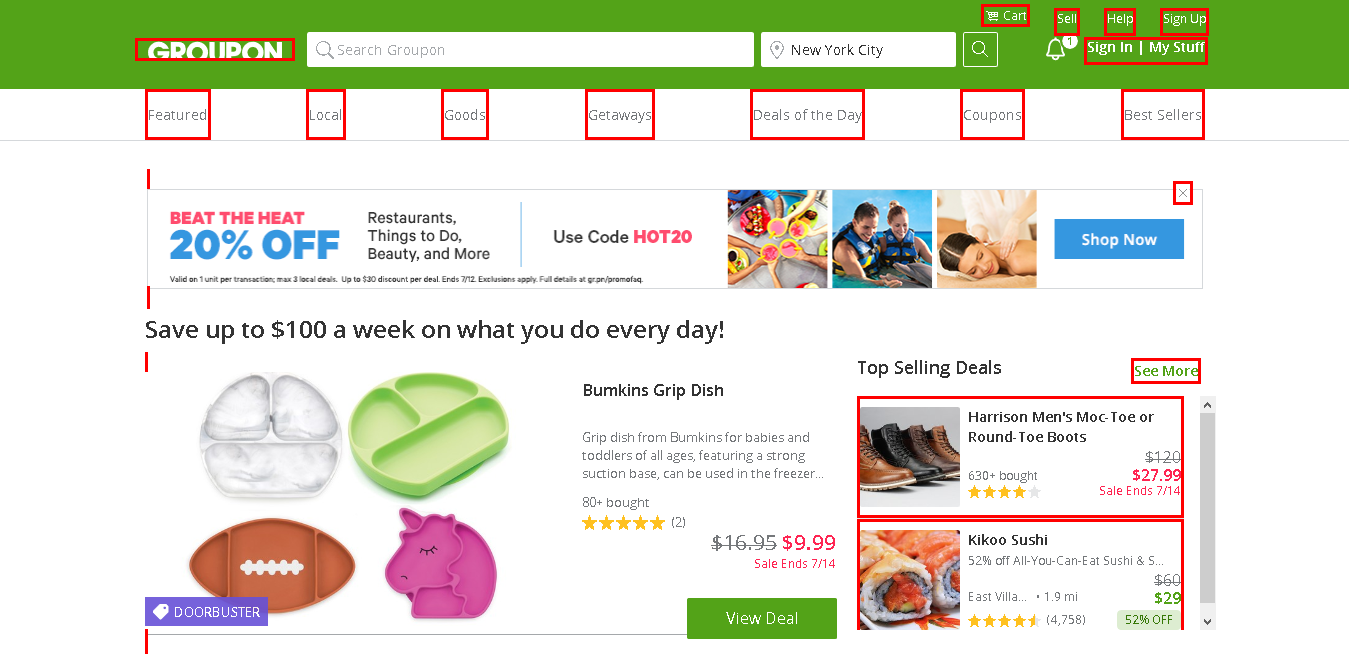 Cart
Sell
Help
Sign Up
GROUPON
Search Groupon
New York City
1
Sign In | My Stuff
Featured
Local
Goods
Getaways
Deals of the Day
Coupons
Best Sellers
BEAT THE HEAT
20% OFF
Restaurants,
Things to Do,
Beauty, and More
Use Code HOT20
Shop Now
Valid on 1 unit per transaction; max 3 local deals. Up to $30 discount per deal. Ends 7/12. Exclusions apply. Full details at gr.pn/promofaq.
Save up to $100 a week on what you do every day!
Bumkins Grip Dish
Grip dish from Bumkins for babies and
toddlers of all ages, featuring a strong
suction base, can be used in the freezer...
80+ bought
(2)
$16.95 $9.99
Sale Ends 7/14
DOORBUSTER
View Deal
Top Selling Deals
See More
Harrison Men's Moc-Toe or
Round-Toe Boots
$120
630+ bought
$27.99
Sale Ends 7/14
Kikoo Sushi
52% off All-You-Can-Eat Sushi & S...
$60
East Villa... • 1.9 mi
$29
(4,758)
52% OFF